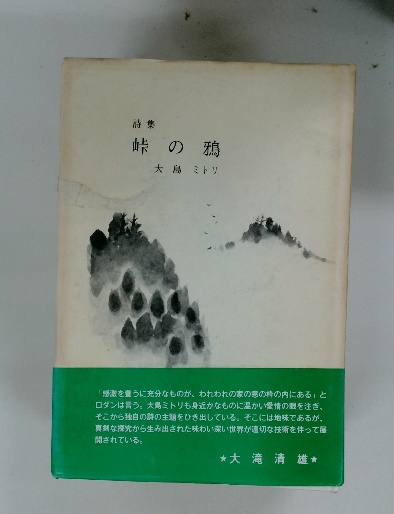 詩集
峠の鴉
大島ミトリ
「感激を養うに充分なものが、われわれの家の窓の枠の内にある」と
ロダンは言う。大島ミトリも身近かなものに温かい愛情の眼を注ぎ、
そこから独自の詩の主題をひき出している。そこには地味であるが、
真剣な探究から生み出された味わい深い世界が適切な技術を伴って展
開されている。
★大滝清雄★